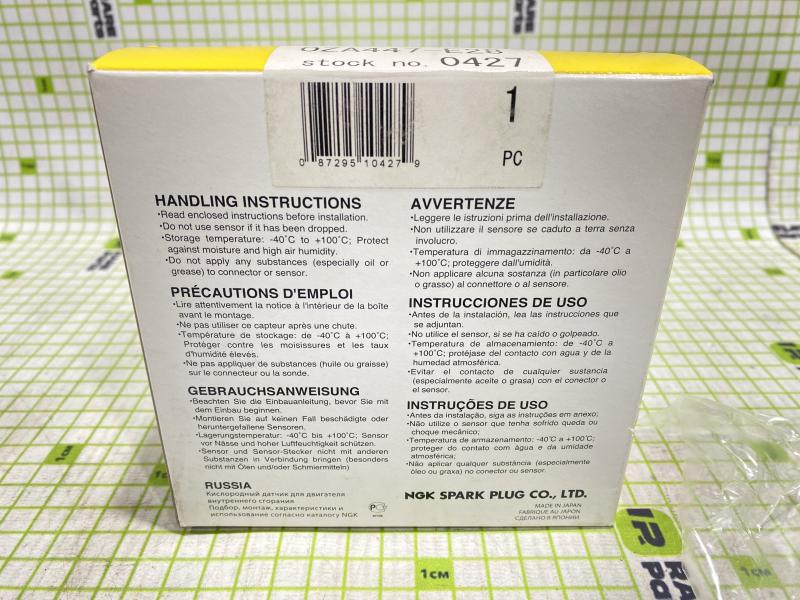 OZA447-E28
stock no. 0427
1
PC
0 87295 10427 9
HANDLING INSTRUCTIONS
•Read enclosed instructions before installation.
•Do not use sensor if it has been dropped.
•Storage temperature: -40˚C to +100˚C; Protect
against moisture and high air humidity.
•Do not apply any substances (especially oil or
grease) to connector or sensor.
PRÉCAUTIONS D'EMPLOI
•Lire attentivement la notice à l'intérieur de la boîte
avant le montage.
•Ne pas utiliser ce capteur après une chute.
•Température de stockage: de -40˚C à +100˚C;
Protéger contre les moisissures et les taux
d'humidité élevés.
•Ne pas appliquer de substances (huile ou graisse)
sur le connecteur ou la sonde.
GEBRAUCHSANWEISUNG
•Beachten Sie die Einbauanleitung, bevor Sie mit
dem Einbau beginnen.
•Montieren Sie auf keinen Fall beschädigte oder
heruntergefallene Sensoren.
•Lagerungstemperatur: -40˚C bis +100˚C; Sensor
vor Nässe und hoher Luftfeuchtigkeit schützen.
•Sensor und Sensor-Stecker nicht mit anderen
Substanzen in Verbindung bringen (besonders
nicht mit Ölen und/oder Schmiermitteln)
RUSSIA
Кислородный датчик для двигателя
внутреннего сгорания
Подбор, монтаж, характеристики и
использование согласно каталогу NGK
AVVERTENZE
•Leggere le istruzioni prima dell'installazione.
•Non utilizzare il sensore se caduto a terra senza
involucro.
•Temperatura di immagazzinamento: da -40˚C a
+100˚C; proteggere dall'umidità.
•Non applicare alcuna sostanza (in particolare olio
o grasso) al connettore o al sensore.
INSTRUCCIONES DE USO
•Antes de la instalación, lea las instrucciones que
se adjuntan.
•No utilice el sensor, si se ha caído o golpeado.
•Temperatura de almacenamiento: de -40˚C a
+100˚C; protéjase del contacto con agua y de la
humedad atmosférica.
•Evitar el contacto de cualquier sustancia
(especialmente aceite o grasa) con el conector o
el sensor.
INSTRUÇÕES DE USO
•Antes da instalação, siga as instruções em anexo;
•Não utilize o sensor que tenha sofrido queda ou
choque mecânico;
•Temperatura de armazenamento: -40˚C a +100˚C;
proteger do contato com água e da umidade
atmosférica;
•Não aplicar qualquer substância (especialmente
óleo ou graxa) no conector ou sensor.
NGK SPARK PLUG CO., LTD.
MADE IN JAPAN
FABRIQUE AU JAPON
СДЕЛАНО В ЯПОНИИ
1см
1см